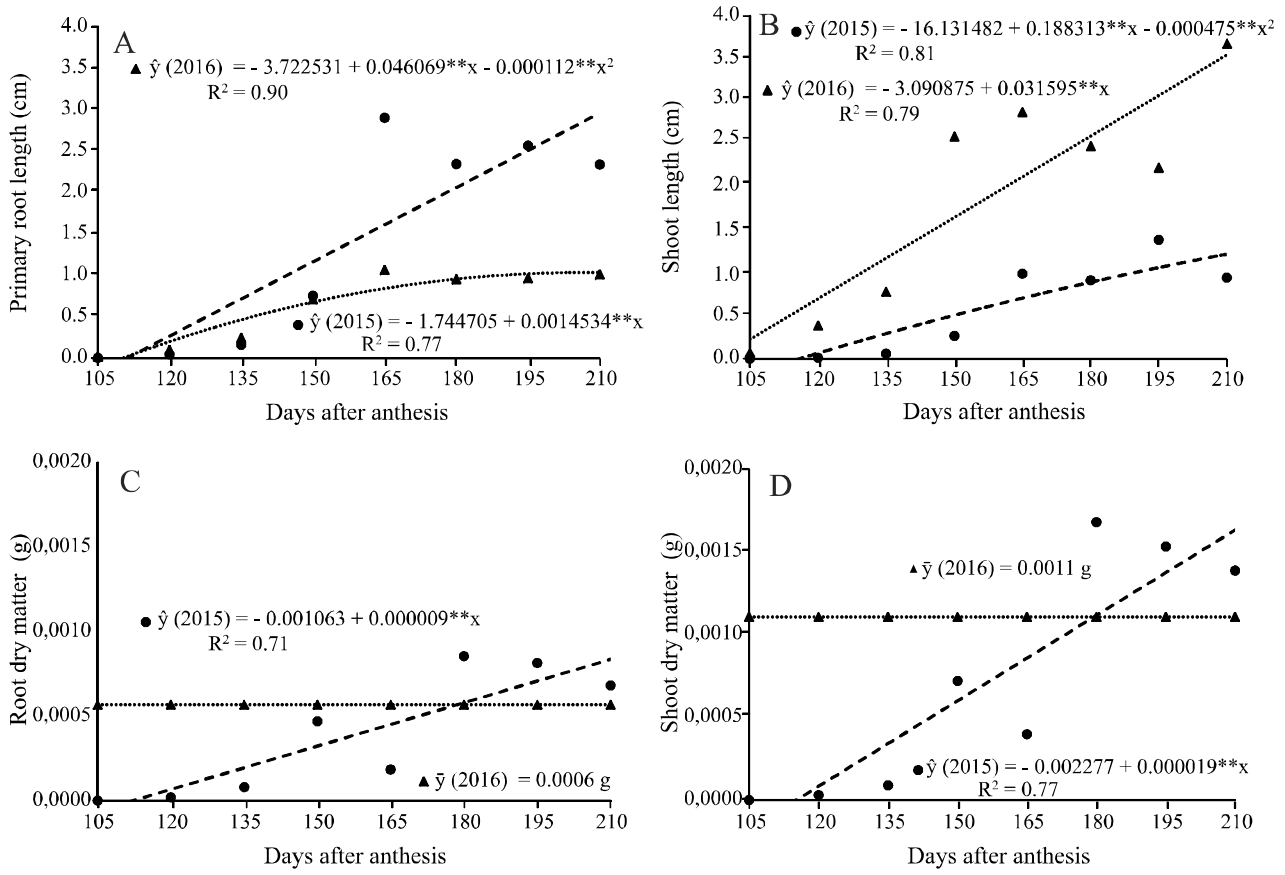 A
Primary root length (cm)
4.0
3.5
3.0
2.5
2.0
1.5
1.0
0.5
0.0
ŷ (2016) = - 3.722531 + 0.046069**x - 0.000112**x²
R² = 0.90
ŷ (2015) = - 1.744705 + 0.0014534**x
R² = 0.77
105 120 135 150 165 180 195 210
Days after anthesis
B
Shoot length (cm)
4.0
3.5
3.0
2.5
2.0
1.5
1.0
0.0
ŷ (2015) = - 16.131482 + 0.188313**x - 0.000475**x²
R² = 0.81
ŷ (2016) = -3.090875 + 0.031595**x
R² = 0.79
105 120 135 150 165 180 195 210
Days after anthesis
C
Root dry matter (g)
0,0020
0,0015
0,0010
0,0005
0,0000
ŷ (2015) = - 0.001063 + 0.000009**x
R² = 0.71
ȳ (2016) = 0.0006 g
105 120 135 150 165 180 195 210
Days after anthesis
D
Shoot dry matter (g)
0,0020
0,0015
0,0010
0,0005
0,0000
ȳ (2016) = 0.0011 g
ŷ (2015) = - 0.002277 + 0.000019**x
R² = 0.77
105 120 135 150 165 180 195 210
Days after anthesis